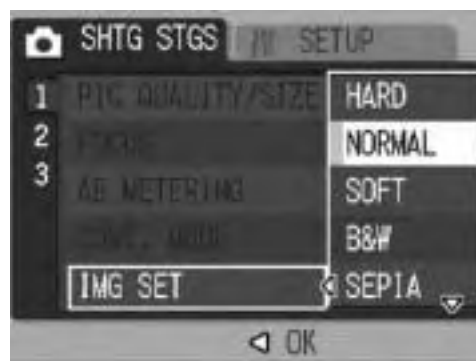 SHTG STGS SETUP
1 PIC QUALITY/SIZE HARD
2 FOCUS NORMAL
3 AE METERING SOFT
B&W
IMG SET SEPIA
OK